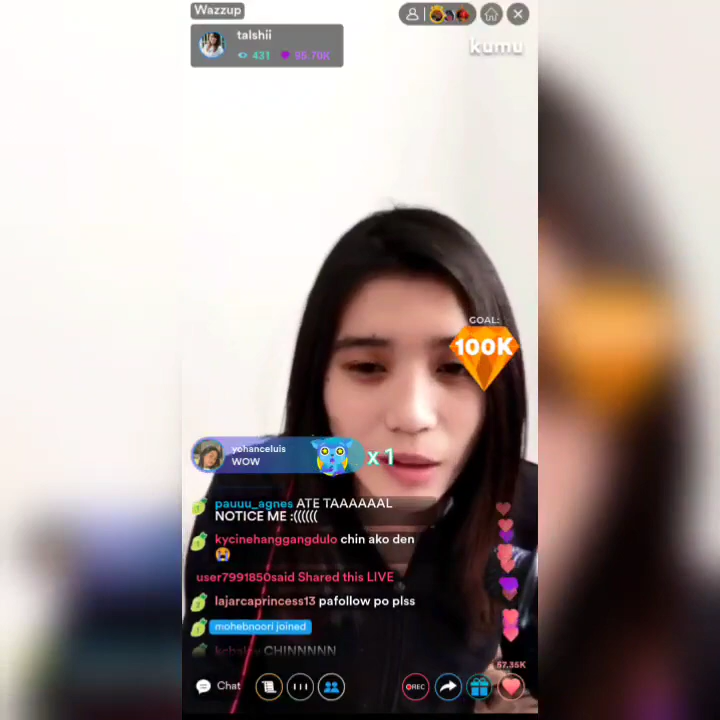 Wazzup
talshii
431 95.70K
kumu
GOAL:
100K
yohanceluis
WOW
x 1
pauuu_agnes ATE TAAAAAAL
NOTICE ME :((((((
kycinehanggangdulo chin ako den
user7991850said Shared this LIVE
lajarcaprincess13 pafollow po plss
mohebnoori joined
CHINNNNN
57.35K
Chat
REC